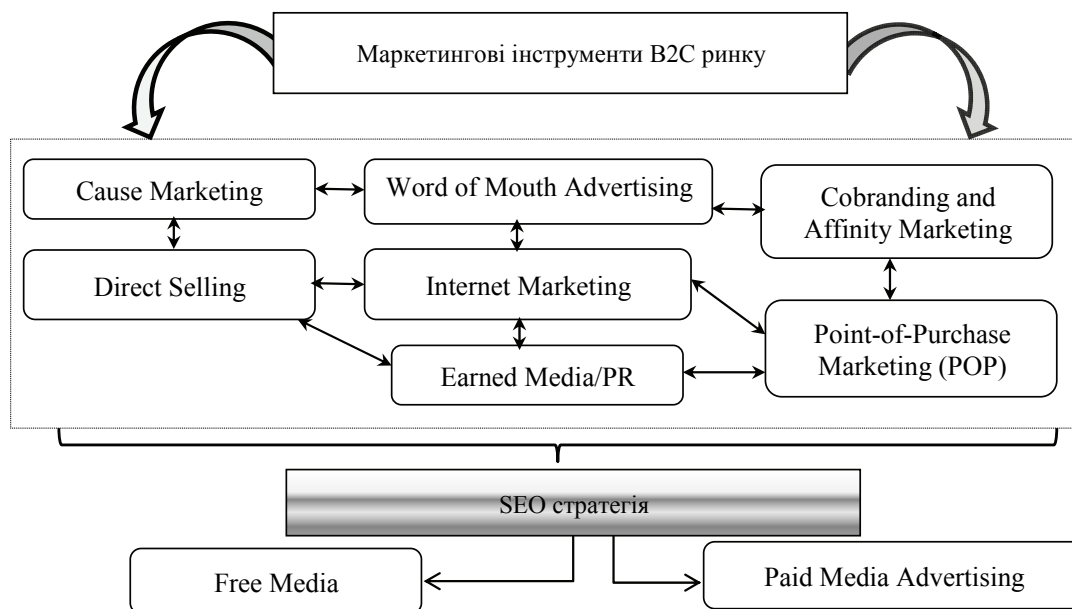 Маркетингові інструменти B2C ринку
Cause Marketing
Word of Mouth Advertising
Cobranding and
Affinity Marketing
Direct Selling
Internet Marketing
Point-of-Purchase
Marketing (POP)
Earned Media/PR
SEO стратегія
Free Media
Paid Media Advertising